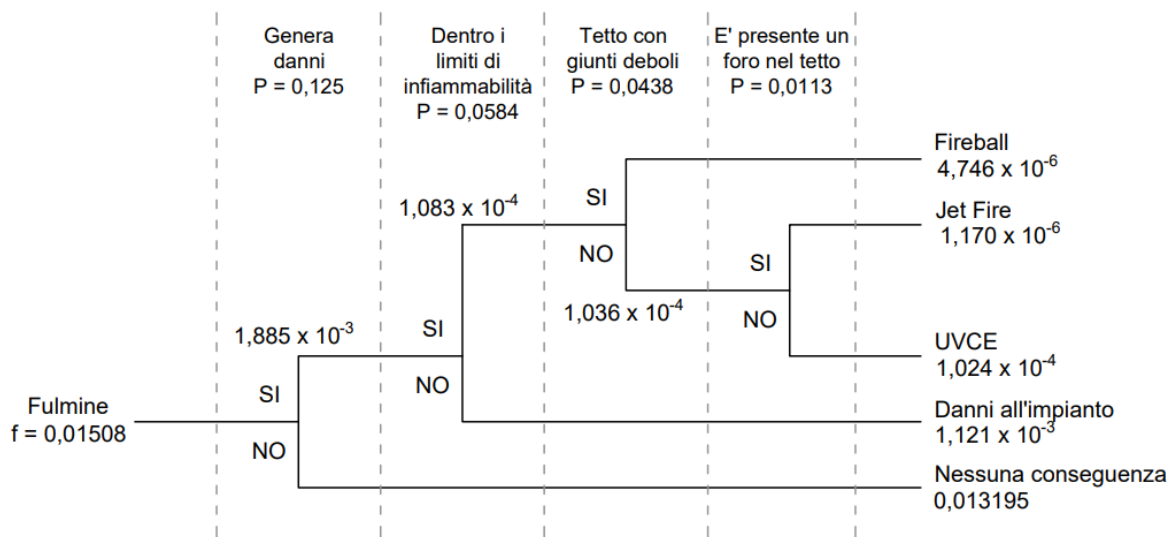 Genera
danni
P = 0,125
Dentro i
limiti di
infiammabilità
P = 0,0584
Tetto con
giunti deboli
P = 0,0438
E' presente un
foro nel tetto
P = 0,0113
Fireball
4,746 x 10⁻⁶
SI
1,083 x 10⁻⁴
Jet Fire
1,170 x 10⁻⁶
NO
SI
1,036 x 10⁻⁴
NO
1,885 x 10⁻³
SI
UVCE
1,024 x 10⁻⁴
NO
SI
Fulmine
f = 0,01508
Danni all'impianto
1,121 x 10⁻³
NO
Nessuna conseguenza
0,013195